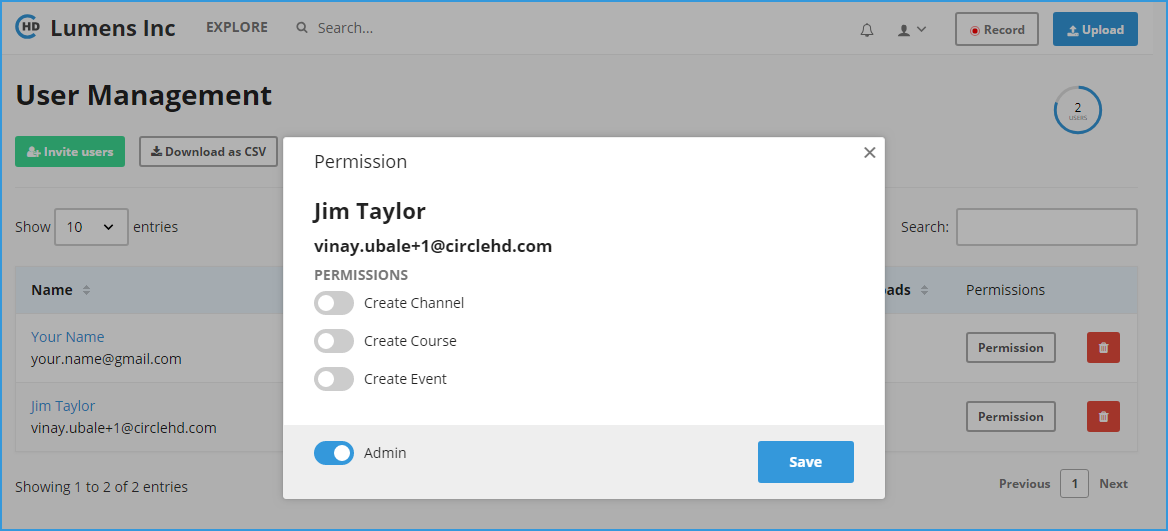 HD Lumens Inc EXPLORE Search... Record Upload
User Management
2
USERS
Invite users Download as CSV
Show 10 entries Search:
Name ads Permissions
Your Name
your.name@gmail.com
Permission
Jim Taylor
vinay.ubale+1@circlehd.com
Permission
Showing 1 to 2 of 2 entries
Previous 1 Next
Permission
Jim Taylor
vinay.ubale+1@circlehd.com
PERMISSIONS
Create Channel
Create Course
Create Event
Admin Save